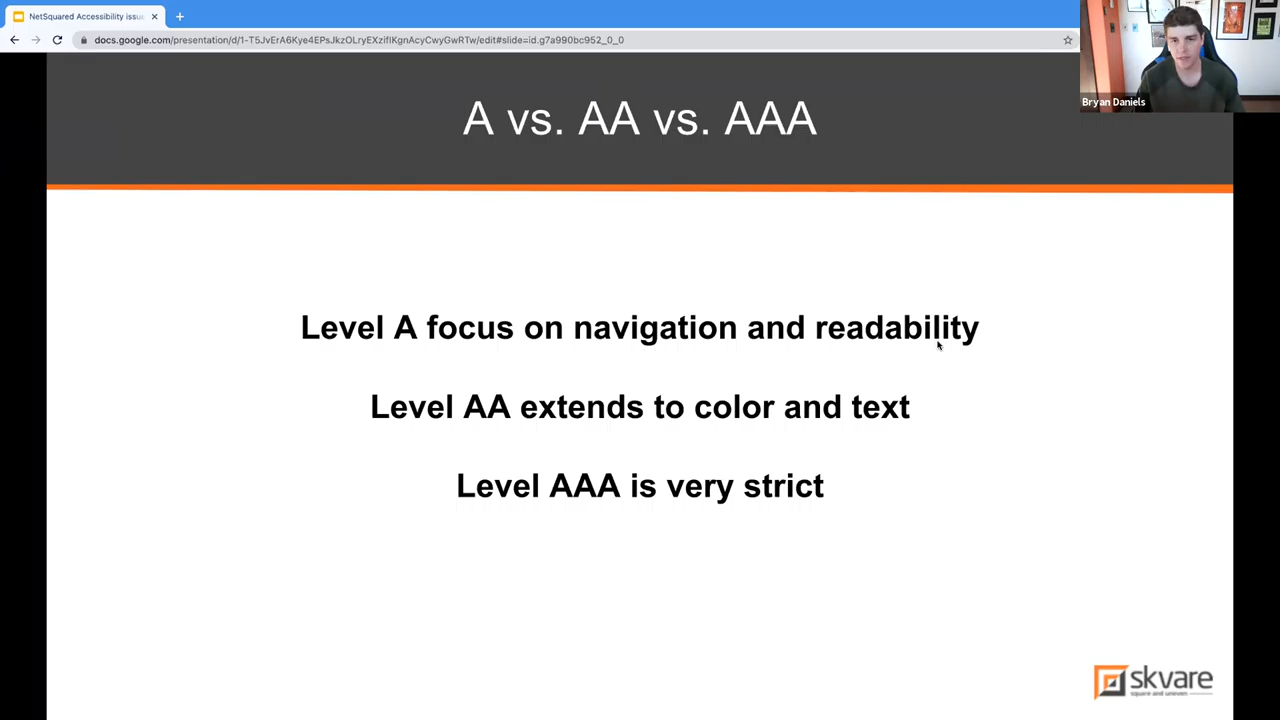 NetSquared Accessibility issu
docs.google.com/presentation/d/1-T5JvErA6Kye4EPsJkzOLryEXzifIKgnAcyCwyGwRTw/edit#slide=id.g7a990bc952_0_0
Bryan Daniels
A vs. AA vs. AAA
Level A focus on navigation and readability
Level AA extends to color and text
Level AAA is very strict
skvare
square and uneven